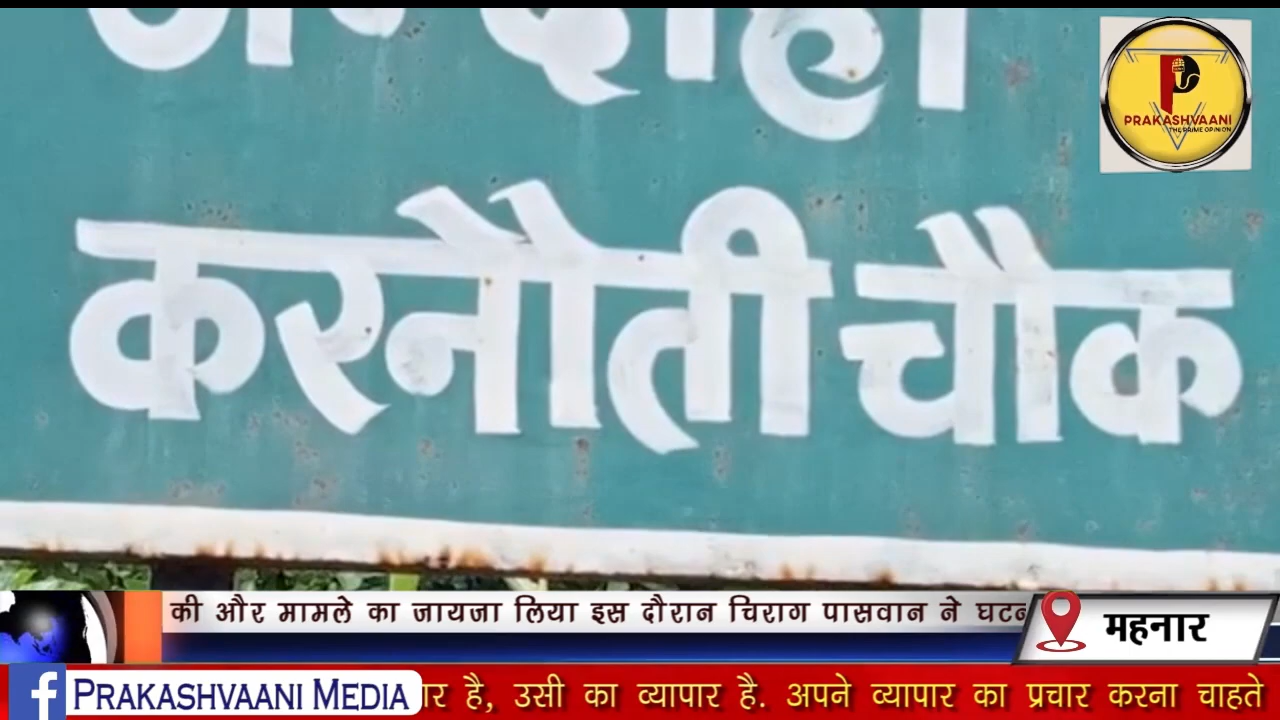 PRAKASHVAANI
THE PRIME OPINION
करनौती चौक
की और मामले का जायजा लिया इस दौरान चिराग पासवान ने
महनार
PRAKASHVAANI MEDIA
है, उसी का व्यापार है. अपने व्यापार का प्रचार करना चाहते